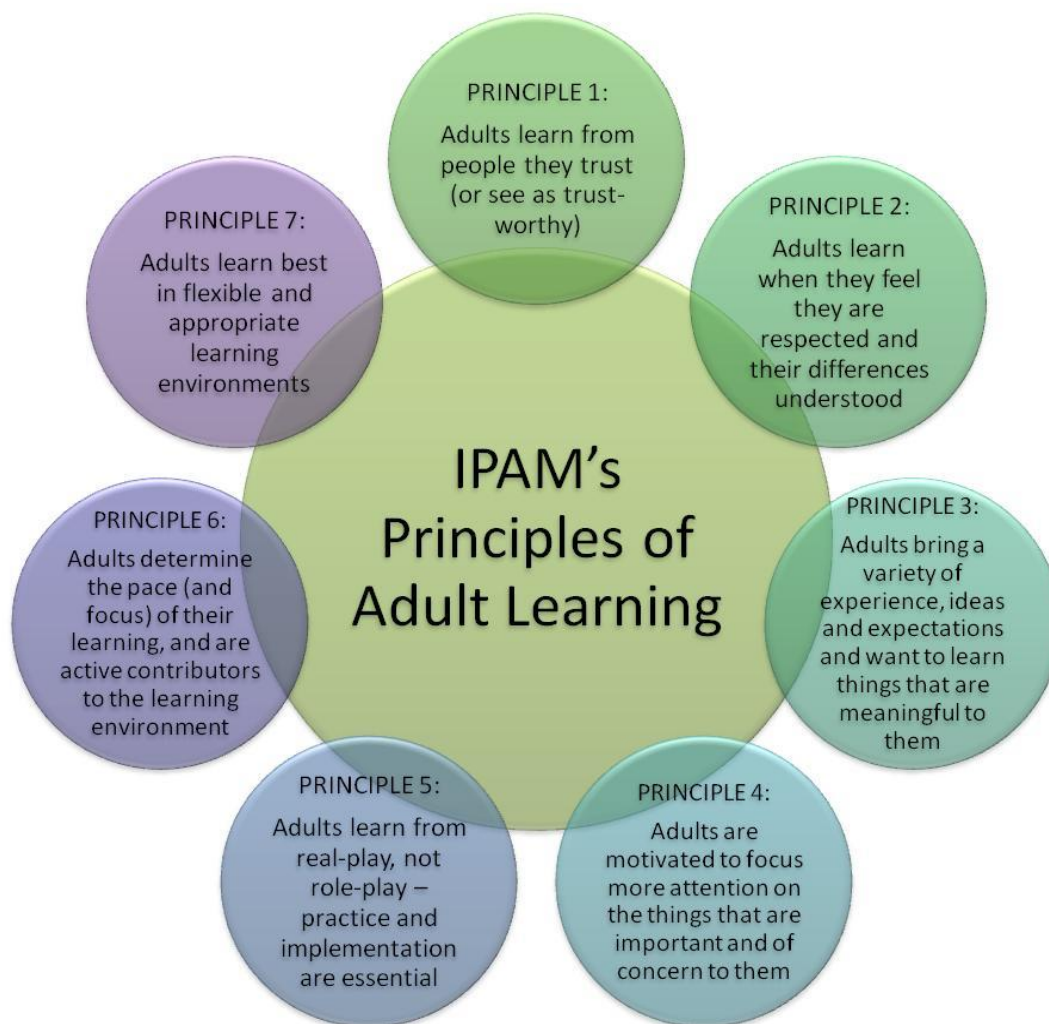 PRINCIPLE 1:
Adults learn from
people they trust
(or see as trust-
worthy)
PRINCIPLE 2:
Adults learn
when they feel
they are
respected and
their differences
understood
PRINCIPLE 3:
Adults bring a
variety of
experience, ideas
and expectations
and want to learn
things that are
meaningful to
them
PRINCIPLE 4:
Adults are
motivated to focus
more attention on
the things that are
important and of
concern to them
PRINCIPLE 5:
Adults learn from
real-play, not
role-play –
practice and
implementation
are essential
PRINCIPLE 6:
Adults determine
the pace (and
focus) of their
learning, and are
active contributors
to the learning
environment
PRINCIPLE 7:
Adults learn best
in flexible and
appropriate
learning
environments
IPAM’s
Principles of
Adult Learning